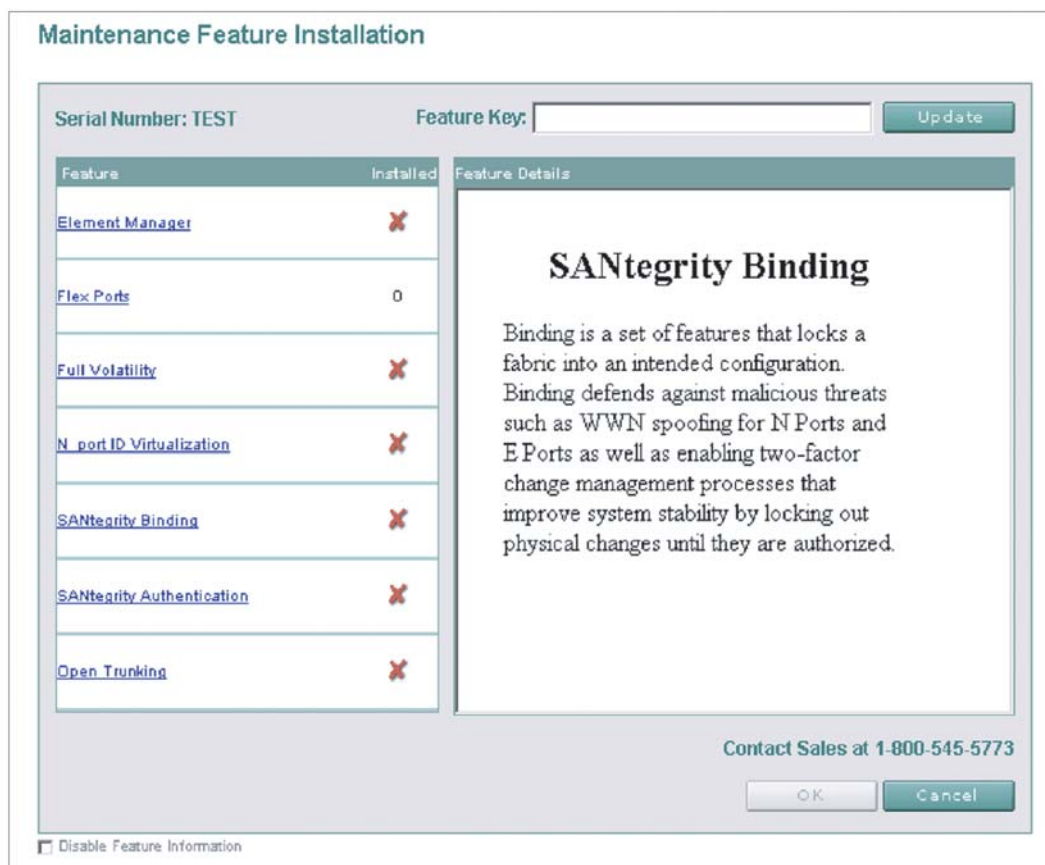 Maintenance Feature Installation
Serial Number: TEST
Feature Key:
Update
Feature
Installed
Feature Details
Element Manager
Flex Ports
0
Full Volatility
N_port ID Virtualization
SANtegrity Binding
SANtegrity Authentication
Open Trunking
SANtegrity Binding
Binding is a set of features that locks a
fabric into an intended configuration.
Binding defends against malicious threats
such as WWN spoofing for N Ports and
E Ports as well as enabling two-factor
change management processes that
improve system stability by locking out
physical changes until they are authorized.
Contact Sales at 1-800-545-5773
OK
Cancel
Disable Feature Information